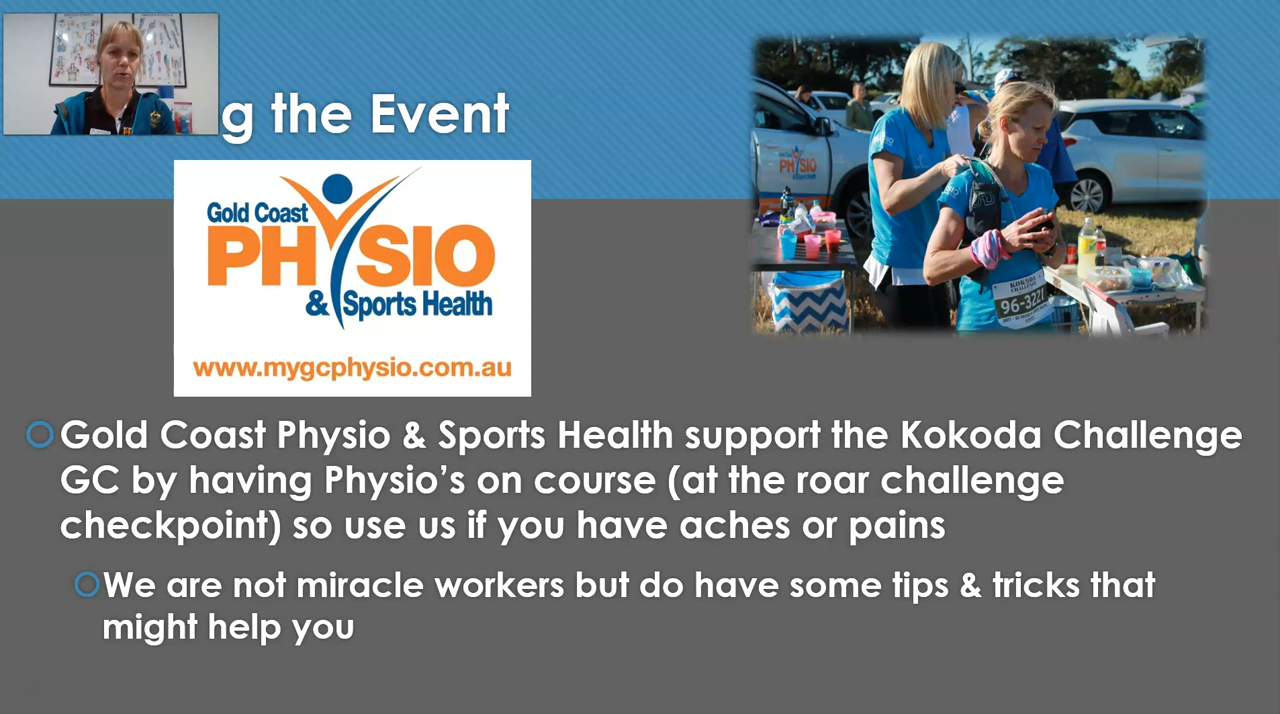 g the Event
Gold Coast
PHYSIO
& Sports Health
www.mygcphysio.com.au
PHYSIO
KOKODA
CHALLENGE
96-3227
Gold Coast Physio & Sports Health support the Kokoda Challenge
GC by having Physio’s on course (at the roar challenge
checkpoint) so use us if you have aches or pains
We are not miracle workers but do have some tips & tricks that
might help you